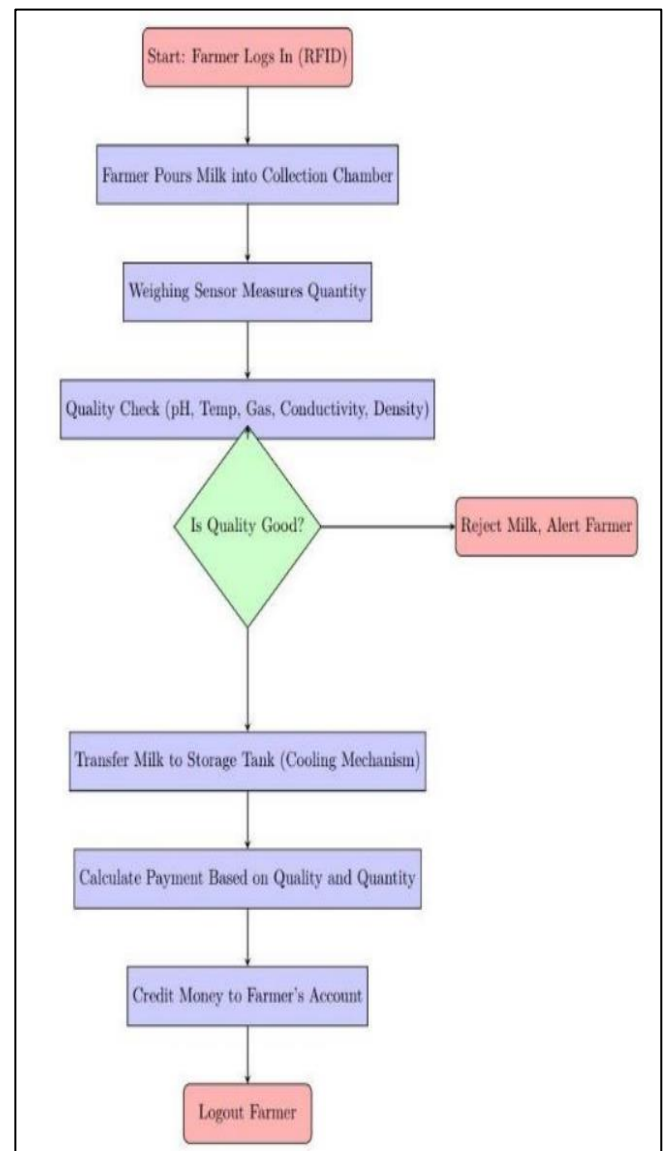 Start: Farmer Logs In (RFID)
Farmer Pours Milk into Collection Chamber
Weighing Sensor Measures Quantity
Quality Check (pH, Temp, Gas, Conductivity, Density)
Is Quality Good?
Reject Milk, Alert Farmer
Transfer Milk to Storage Tank (Cooling Mechanism)
Calculate Payment Based on Quality and Quantity
Credit Money to Farmer's Account
Logout Farmer